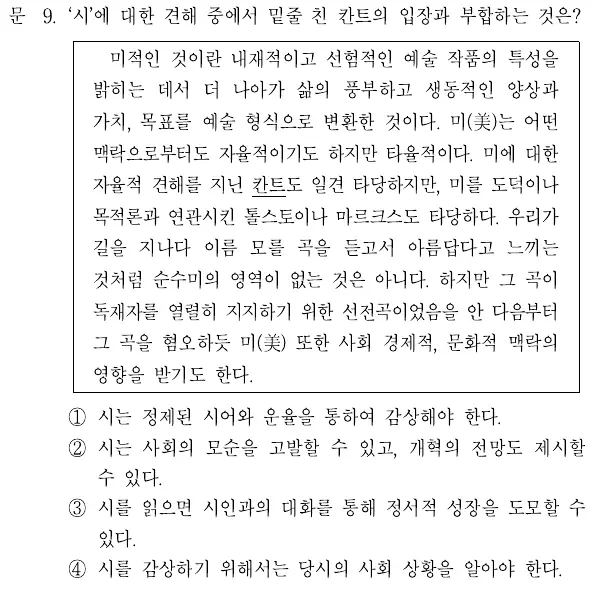 문 9. ‘시’에 대한 견해 중에서 밑줄 친 칸트의 입장과 부합하는 것은?
미적인 것이란 내재적이고 선험적인 예술 작품의 특성을
밝히는 데서 더 나아가 삶의 풍부하고 생동적인 양상과
가치, 목표를 예술 형식으로 변환한 것이다. 미(美)는 어떤
맥락으로부터도 자율적이기도 하지만 타율적이다. 미에 대한
자율적 견해를 지닌 칸트도 일견 타당하지만, 미를 도덕이나
목적론과 연관시킨 톨스토이나 마르크스도 타당하다. 우리가
길을 지나다 이름 모를 곡을 듣고서 아름답다고 느끼는
것처럼 순수미의 영역이 없는 것은 아니다. 하지만 그 곡이
독재자를 열렬히 지지하기 위한 선전곡이었음을 안 다음부터
그 곡을 혐오하듯 미(美) 또한 사회 경제적, 문화적 맥락의
영향을 받기도 한다.
① 시는 정제된 시어와 운율을 통하여 감상해야 한다.
② 시는 사회의 모순을 고발할 수 있고, 개혁의 전망도 제시할
수 있다.
③ 시를 읽으면 시인과의 대화를 통해 정서적 성장을 도모할 수
있다.
④ 시를 감상하기 위해서는 당시의 사회 상황을 알아야 한다.